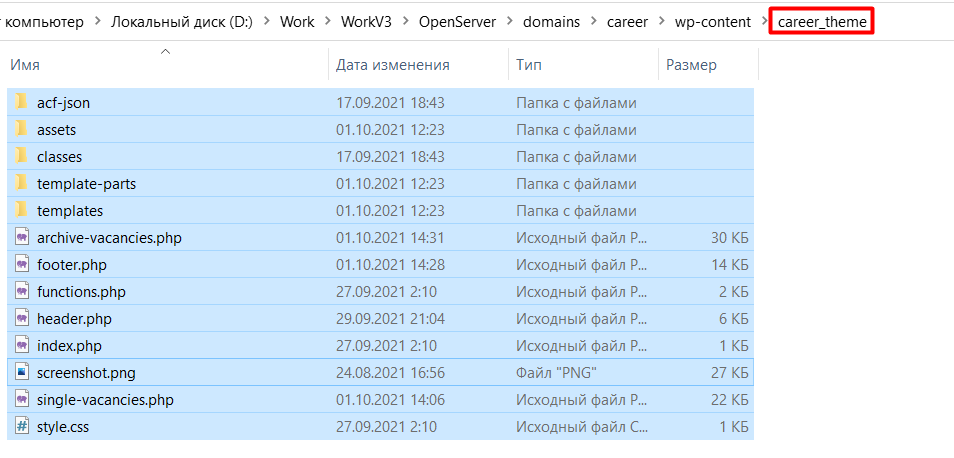 т компьютер > Локальный диск (D:) > Work > WorkV3 > OpenServer > domains > career > wp-content > career_theme
Имя Дата изменения Тип Размер
acf-json 17.09.2021 18:43 Папка с файлами
assets 01.10.2021 12:23 Папка с файлами
classes 17.09.2021 18:43 Папка с файлами
template-parts 01.10.2021 12:23 Папка с файлами
templates 01.10.2021 12:23 Папка с файлами
archive-vacancies.php 01.10.2021 14:31 Исходный файл P... 30 КБ
footer.php 01.10.2021 14:28 Исходный файл P... 14 КБ
functions.php 27.09.2021 2:10 Исходный файл P... 2 КБ
header.php 29.09.2021 21:04 Исходный файл P... 6 КБ
index.php 27.09.2021 2:10 Исходный файл P... 1 КБ
screenshot.png 24.08.2021 16:56 Файл "PNG" 27 КБ
single-vacancies.php 01.10.2021 14:06 Исходный файл P... 22 КБ
style.css 27.09.2021 2:10 Исходный файл C... 1 КБ